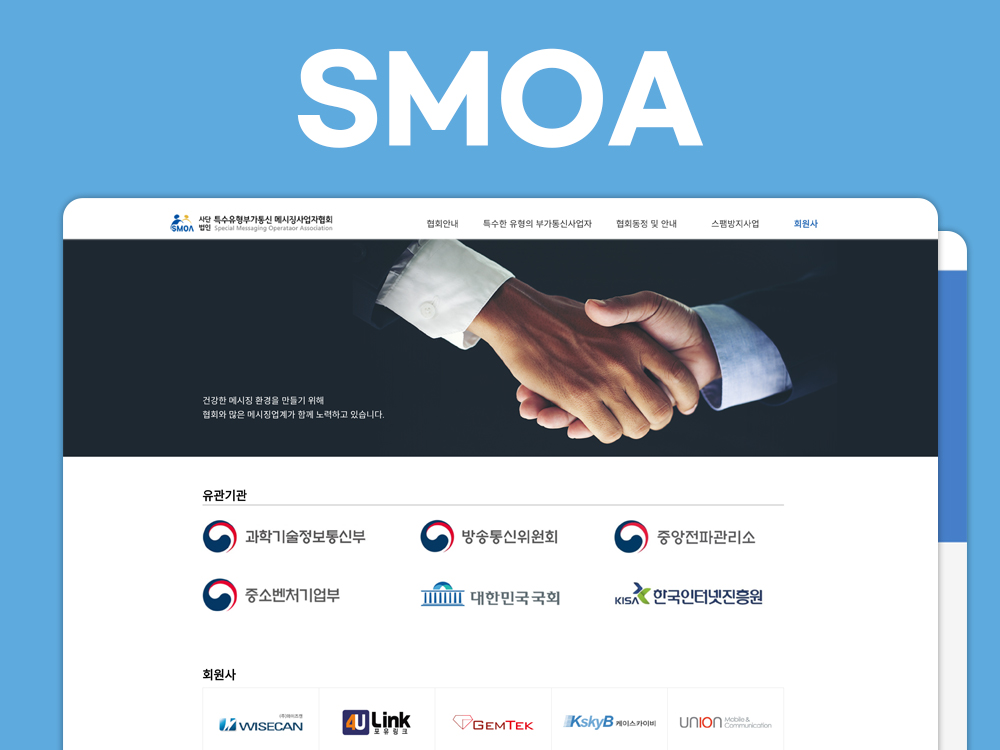 SMOA
SMOA 사단법인 특수유형부가통신 메시징사업자협회
Special Messaging Operataor Association
협회안내 특수한 유형의 부가통신사업자 협회동정 및 안내 스팸방지사업 회원사
건강한 메시징 환경을 만들기 위해
협회와 많은 메시징업계가 함께 노력하고 있습니다.
유관기관
과학기술정보통신부 방송통신위원회 중앙전파관리소
중소벤처기업부 대한민국국회 KISA 한국인터넷진흥원
회원사
(주)와이즈캔
WISECAN 4U Link 포유링크 GEMTEK KskyB 케이스카이비 UNION Mobile & Communication